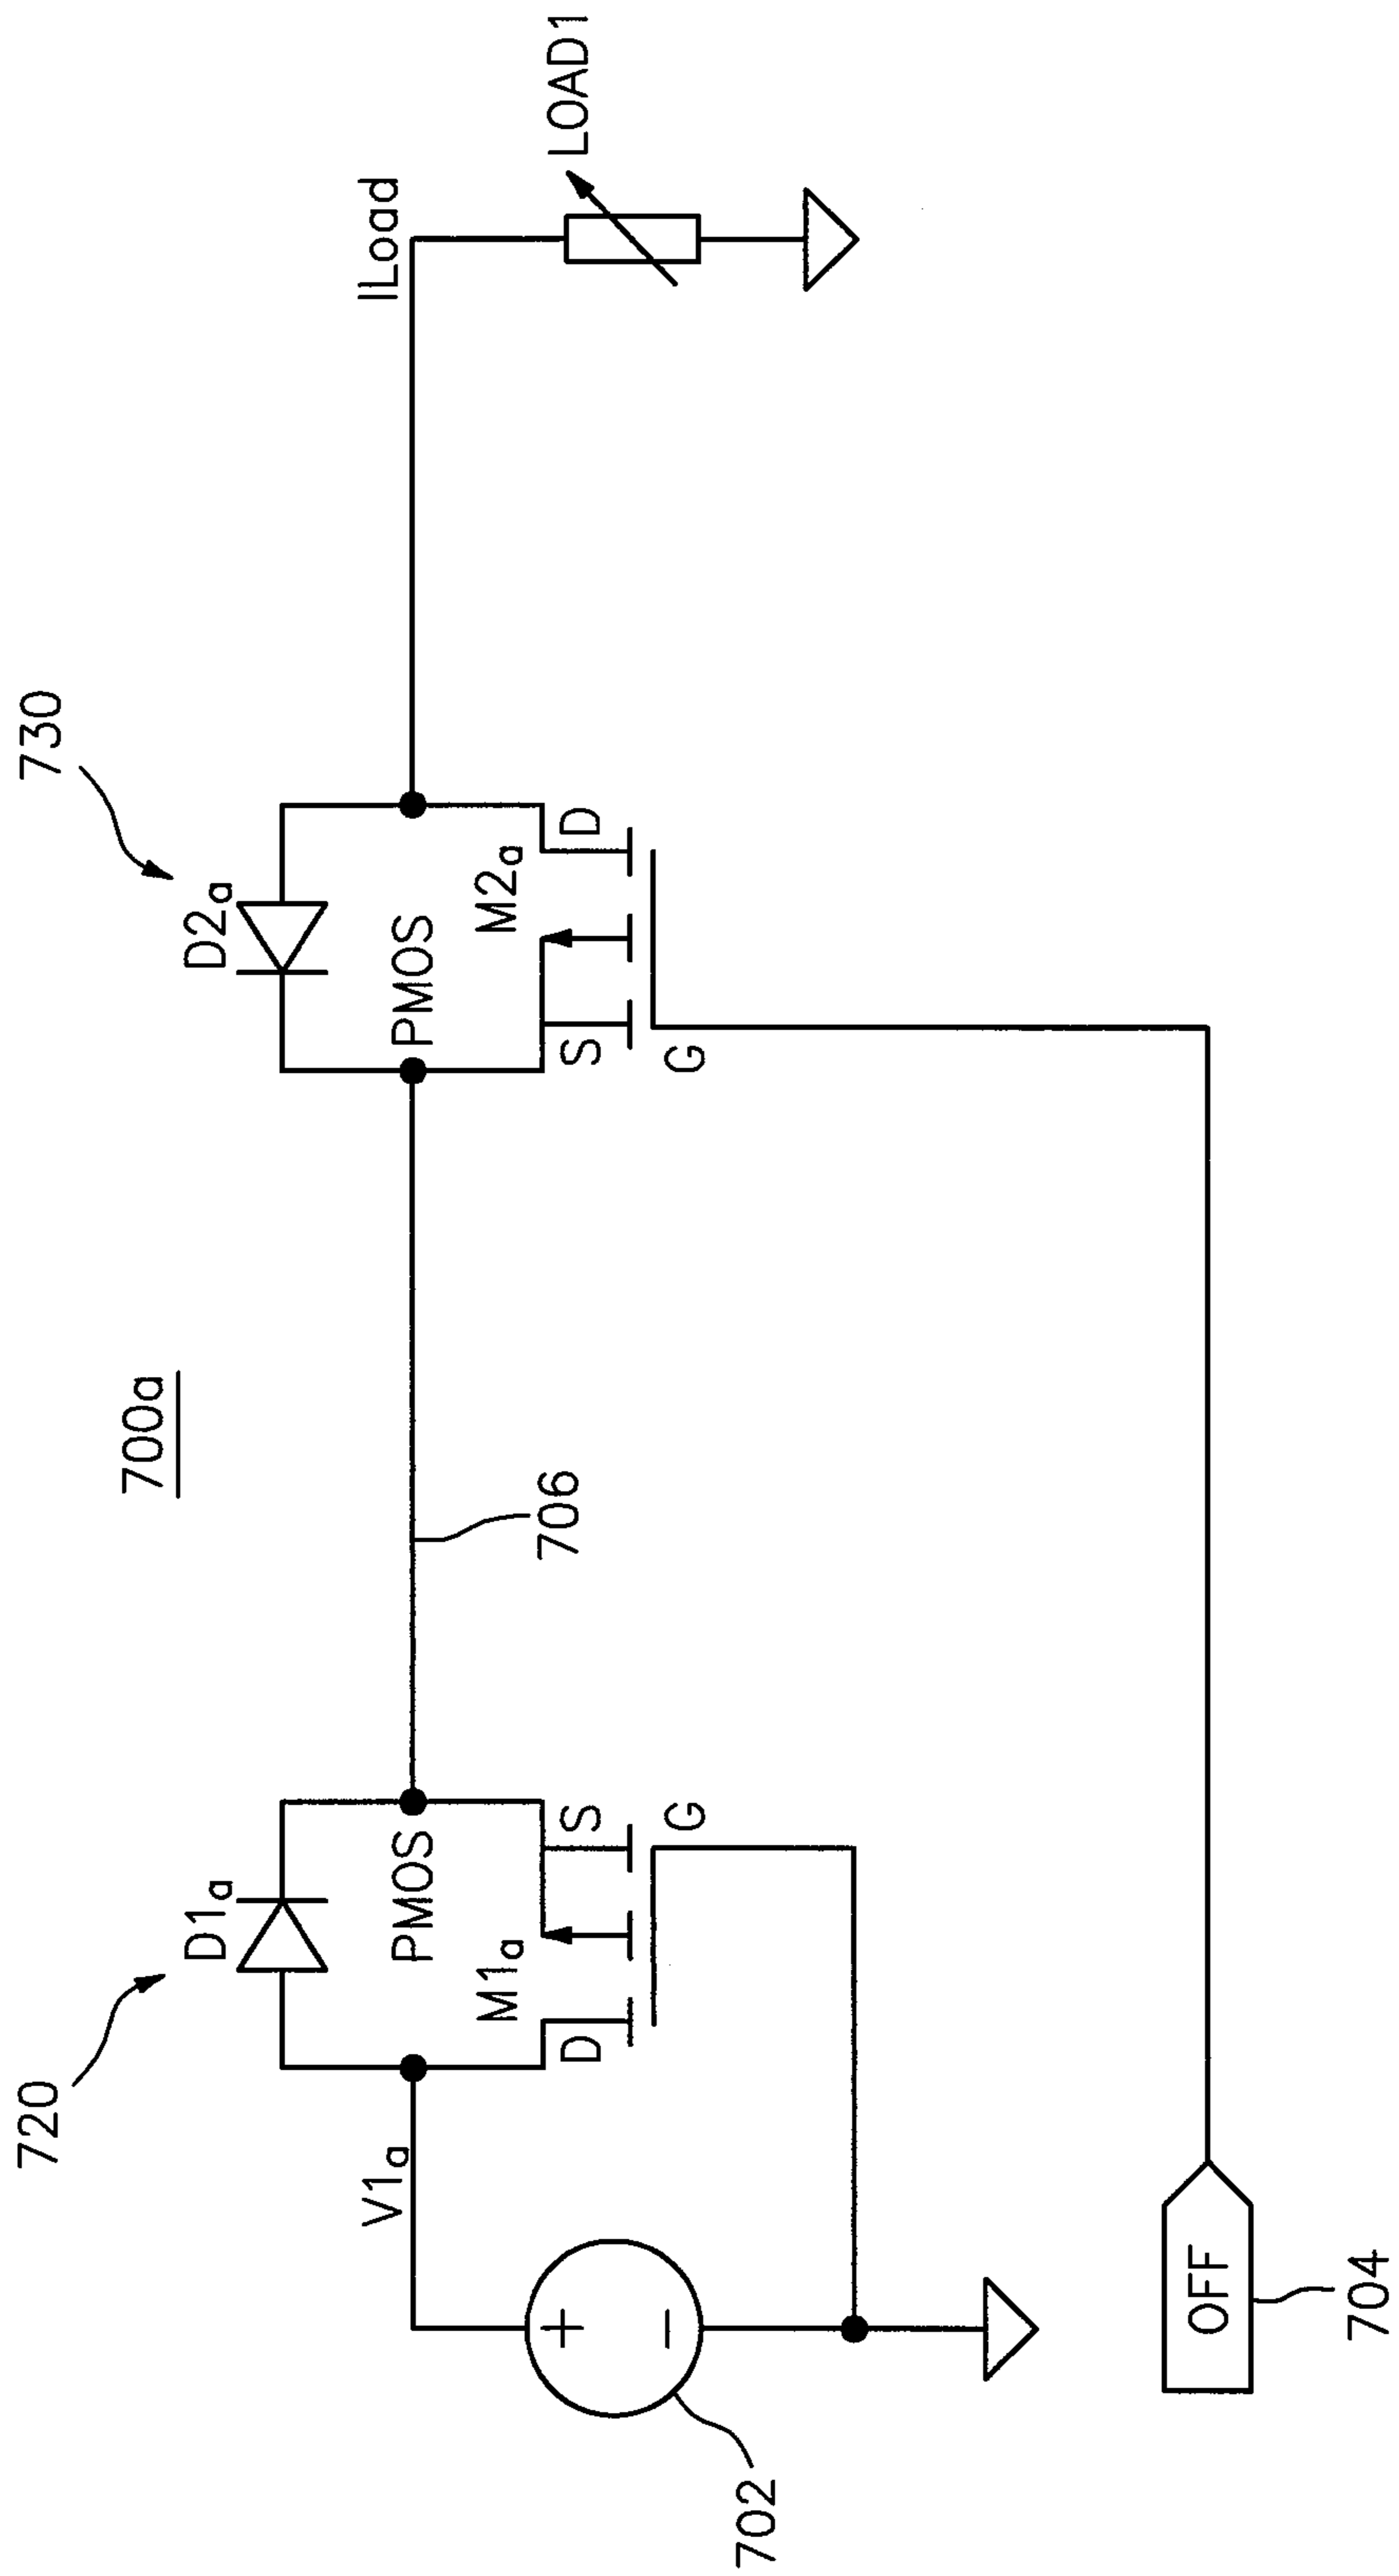 700a
720
730
D1a
D2a
V1a
PMOS
PMOS
ILoad
M1a
M2a
706
LOAD1
D
S
S
D
G
G
+
−
702
OFF
704